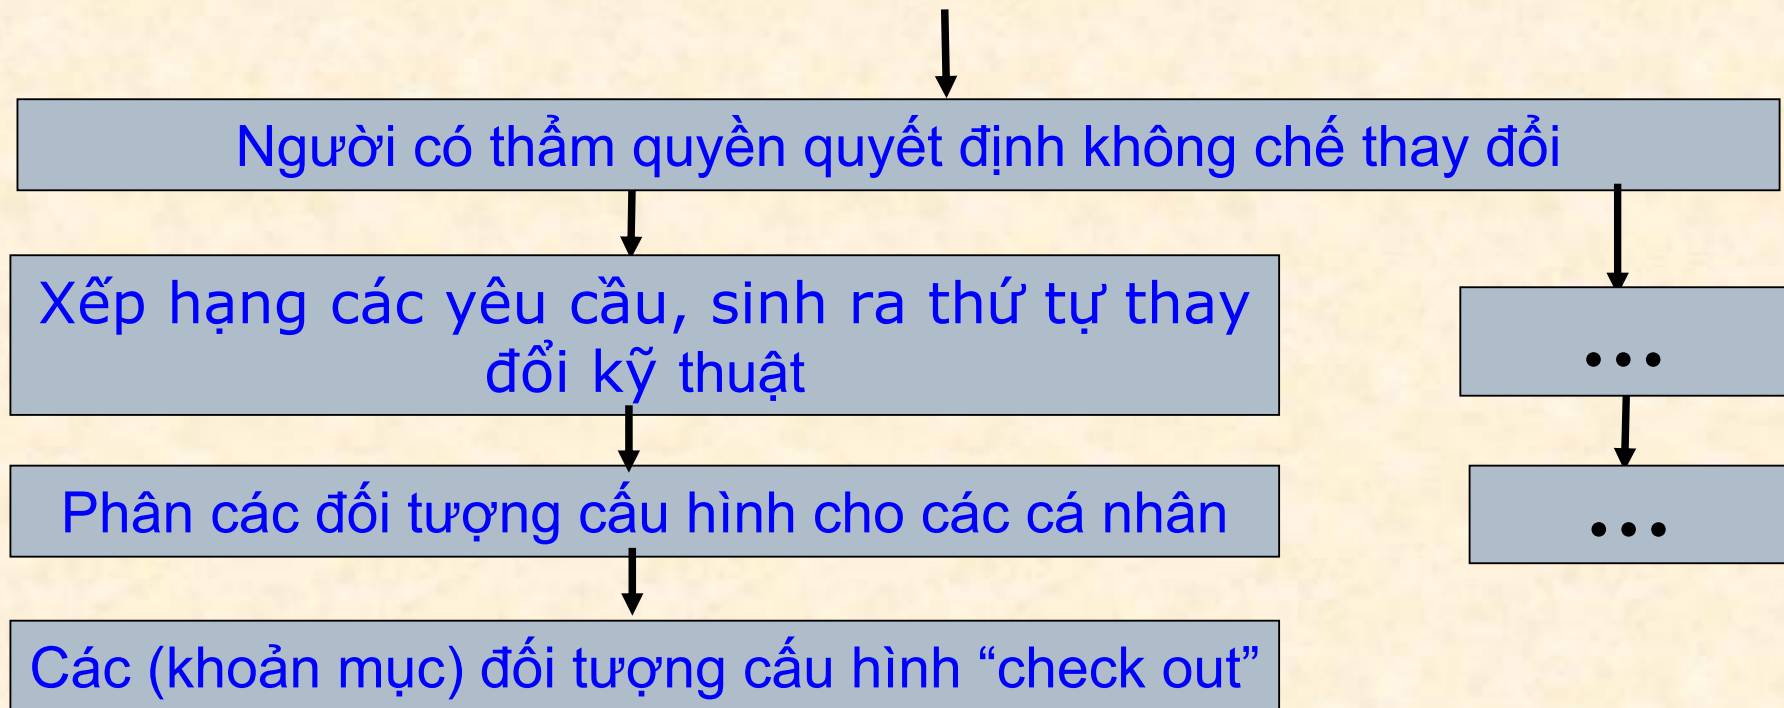 Người có thẩm quyền quyết định không chế thay đổi
Xếp hạng các yêu cầu, sinh ra thứ tự thay
đổi kỹ thuật
...
Phân các đối tượng cấu hình cho các cá nhân
...
Các (khoản mục) đối tượng cấu hình “check out”